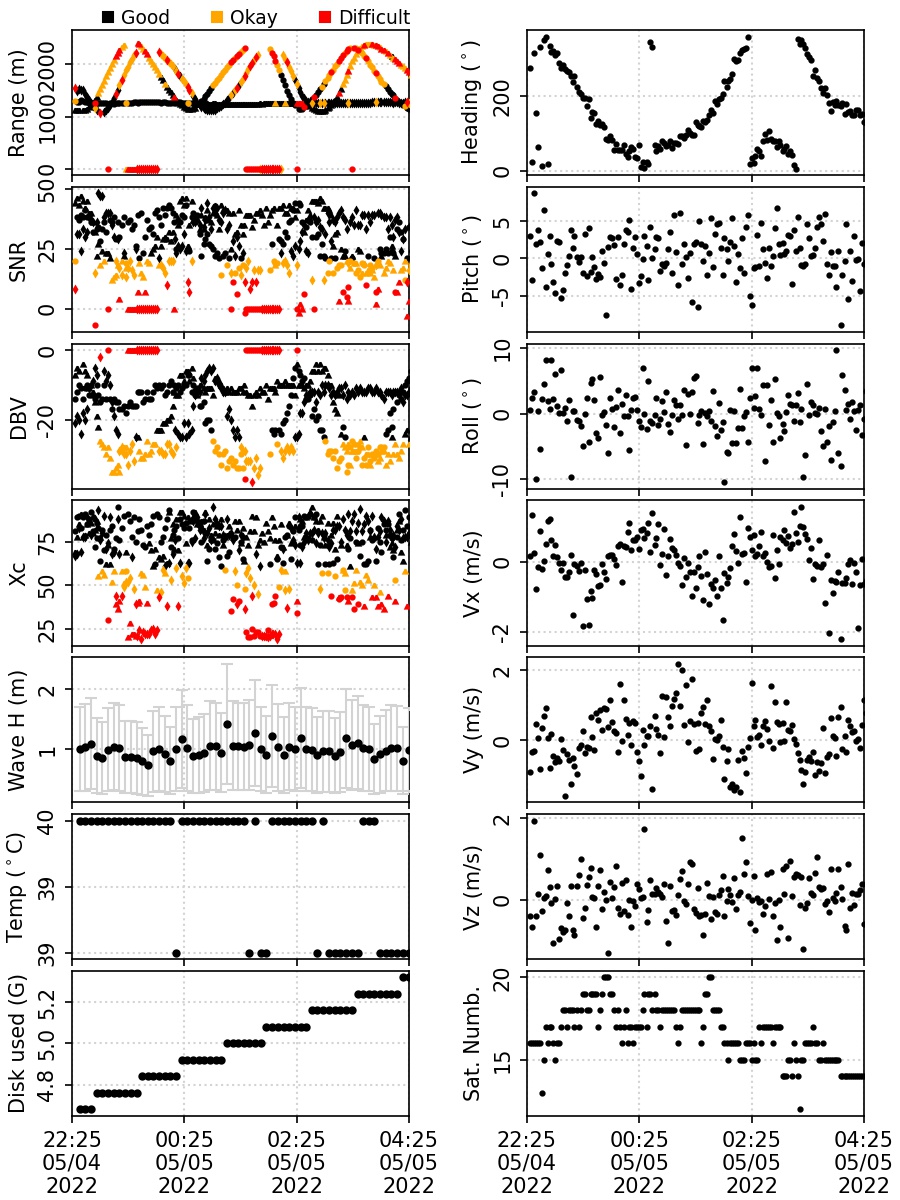 Good Okay Difficult
Range (m)
2000
1000
0
SNR
50
25
0
DBV
0
-20
Xc
75
50
25
Wave H (m)
2
1
Temp (°C)
40
39
39
Disk used (G)
5.2
5.0
4.8
22:25 00:25 02:25 04:25
05/04 05/05 05/05 05/05
2022 2022 2022 2022
Heading (°)
200
0
Pitch (°)
5
0
-5
Roll (°)
10
0
-10
Vx (m/s)
0
-2
Vy (m/s)
2
0
Vz (m/s)
2
0
Sat. Numb.
20
15
22:25 00:25 02:25 04:25
05/04 05/05 05/05 05/05
2022 2022 2022 2022